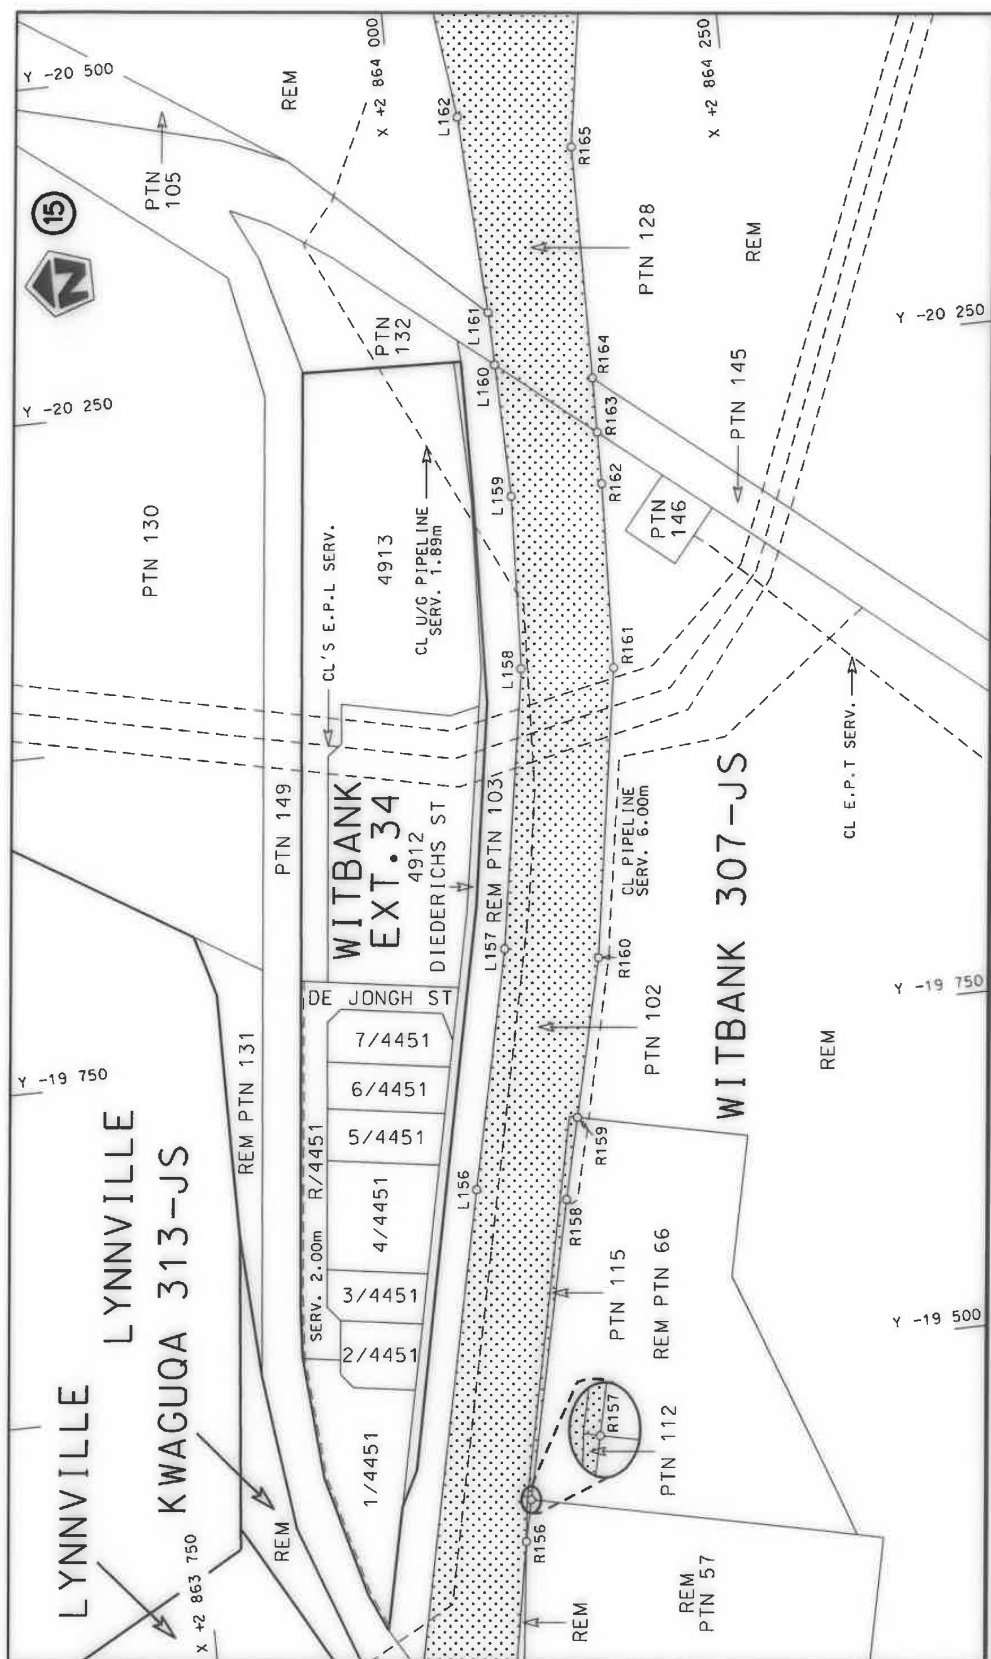 Y -20 500
REM
X +2 864 000
L162
X +2 864 250
R165
PTN
105
15
N
PTN 128
REM
Y -20 250
L161
PTN
132
L160
R164
R163
PTN 145
Y -20 250
L159
R162
PTN
146
PTN 130
CL'S E.P.L SERV.
4913
CL U/G PIPELINE
SERV. 1.89m
L158
R161
CL E.P.T SERV.
PTN 149
WITBANK
EXT.34
4912
DIEDERICHS ST
REM PTN 103
L157
CL PIPELINE
SERV. 6.00m
R160
WITBANK 307-JS
Y -19 750
DE JONGH ST
PTN 102
REM
REM PTN 131
7/4451
6/4451
5/4451
4/4451
3/4451
2/4451
1/4451
SERV. 2.00m
R/4451
Y -19 750
L156
R159
R158
PTN 115
REM PTN 66
Y -19 500
LYNNVILLE
KWAGUQA 313-JS
REM
LYNNVILLE
X +2 863 750
R157
PTN 112
R156
REM
REM
PTN 57